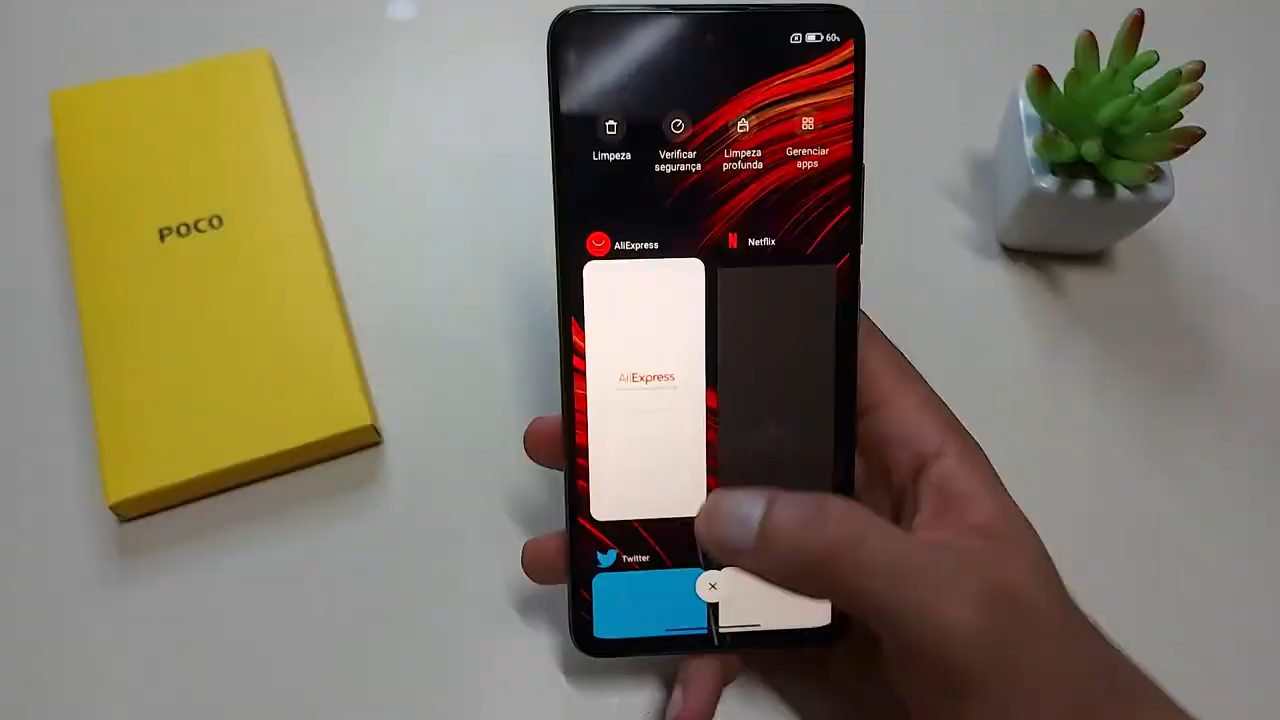 POCO
60%
Limpeza
Verificar
segurança
Limpeza
profunda
Gerenciar
apps
AliExpress
Netflix
AliExpress
Twitter